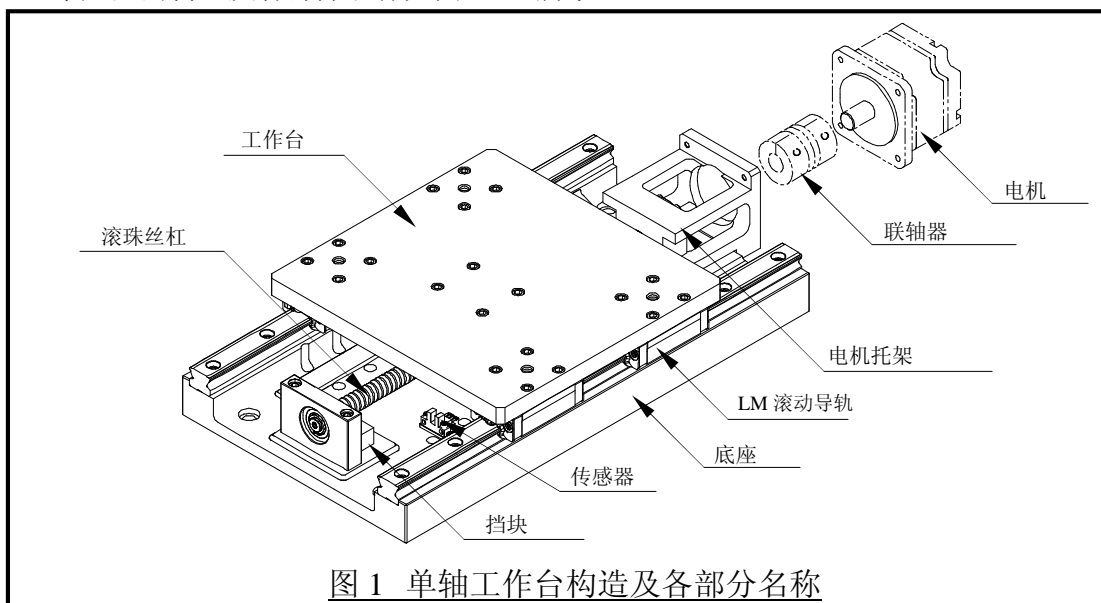 工作台
电机
滚珠丝杠
联轴器
电机托架
LM 滚动导轨
底座
传感器
挡块
图 1 单轴工作台构造及各部分名称